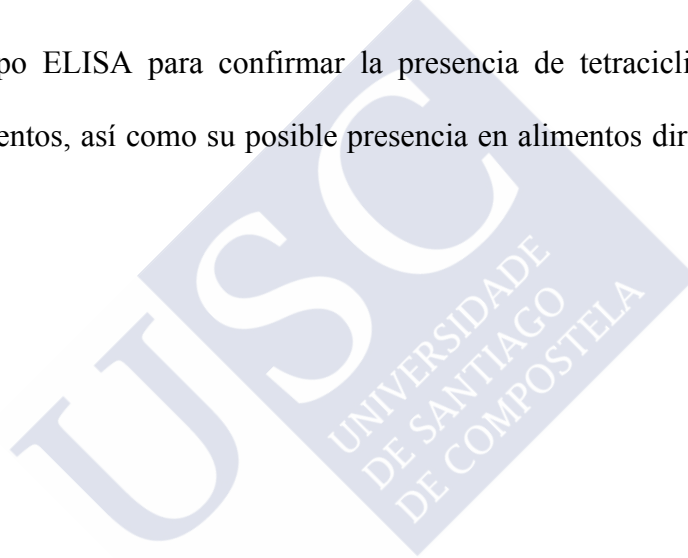 po ELISA para confirmar la presencia de tetracicli
entos, así como su posible presencia en alimentos dir
USC
UNIVERSIDADE
DE SANTIAGO
DE COMPOSTELA